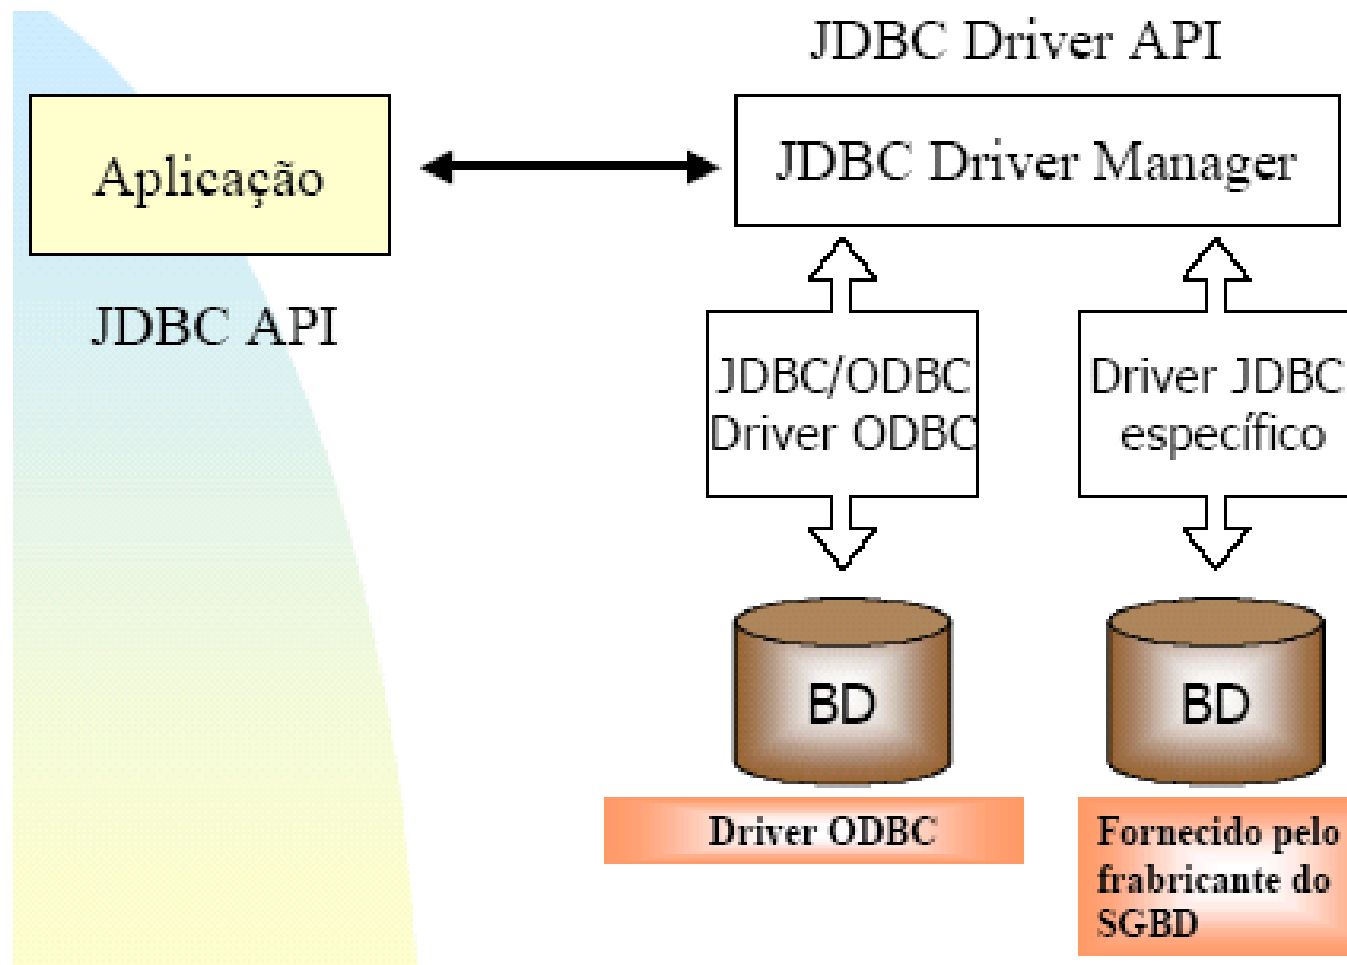 JDBC Driver API
Aplicação
JDBC Driver Manager
JDBC API
JDBC/ODBC
Driver ODBC
Driver JDBC
específico
BD
BD
Driver ODBC
Fornecido pelo
frabricante do
SGBD